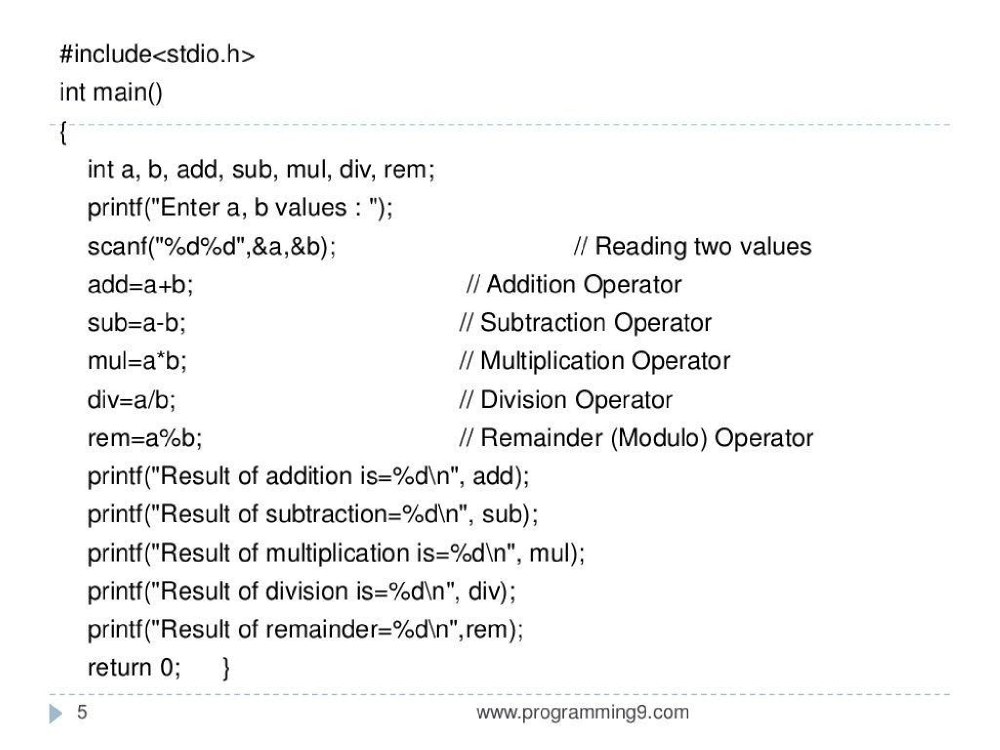 #include<stdio.h>
int main()
{
int a, b, add, sub, mul, div, rem;
printf("Enter a, b values : ");
scanf("%d%d",&a,&b); // Reading two values
add=a+b; // Addition Operator
sub=a-b; // Subtraction Operator
mul=a*b; // Multiplication Operator
div=a/b; // Division Operator
rem=a%b; // Remainder (Modulo) Operator
printf("Result of addition is=%d\n", add);
printf("Result of subtraction=%d\n", sub);
printf("Result of multiplication is=%d\n", mul);
printf("Result of division is=%d\n", div);
printf("Result of remainder=%d\n",rem);
return 0; }
5 www.programming9.com